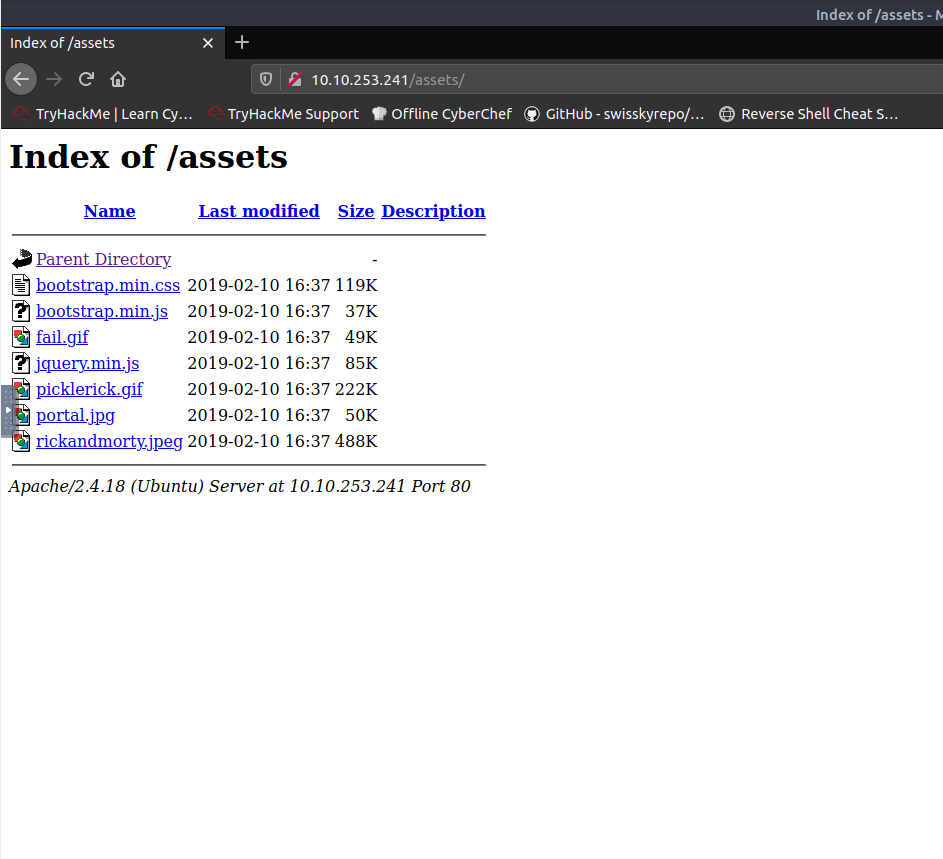 Index of /assets - M
Index of /assets
10.10.253.241/assets/
TryHackMe | Learn Cy… TryHackMe Support Offline CyberChef GitHub - swisskyrepo/… Reverse Shell Cheat S…
Index of /assets
Name Last modified Size Description
Parent Directory -
bootstrap.min.css 2019-02-10 16:37 119K
bootstrap.min.js 2019-02-10 16:37 37K
fail.gif 2019-02-10 16:37 49K
jquery.min.js 2019-02-10 16:37 85K
picklerick.gif 2019-02-10 16:37 222K
portal.jpg 2019-02-10 16:37 50K
rickandmorty.jpeg 2019-02-10 16:37 488K
Apache/2.4.18 (Ubuntu) Server at 10.10.253.241 Port 80